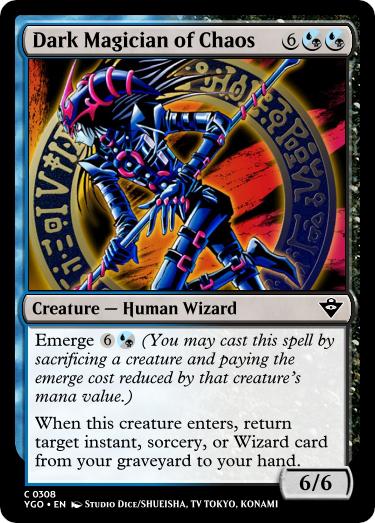 Dark Magician of Chaos 6
Creature — Human Wizard
Emerge 6 (You may cast this spell by
sacrificing a creature and paying the
emerge cost reduced by that creature's
mana value.)
When this creature enters, return
target instant, sorcery, or Wizard card
from your graveyard to your hand.
6/6
C 0308
YGO • EN STUDIO DICE/SHUEISHA, TV TOKYO, KONAMI